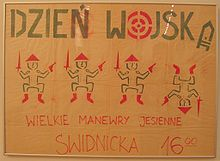 DZIEŃ WOJSKA
WIELKIE MANEWRY JESIENNE
ŚWIDNICKA 16⁰⁰